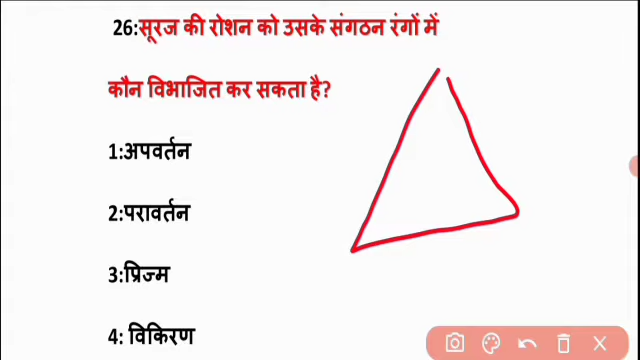 26:सूरज की रोशन को उसके संगठन रंगों में
कौन विभाजित कर सकता है?
1:अपवर्तन
2:परावर्तन
3:प्रिज्म
4: विकिरण